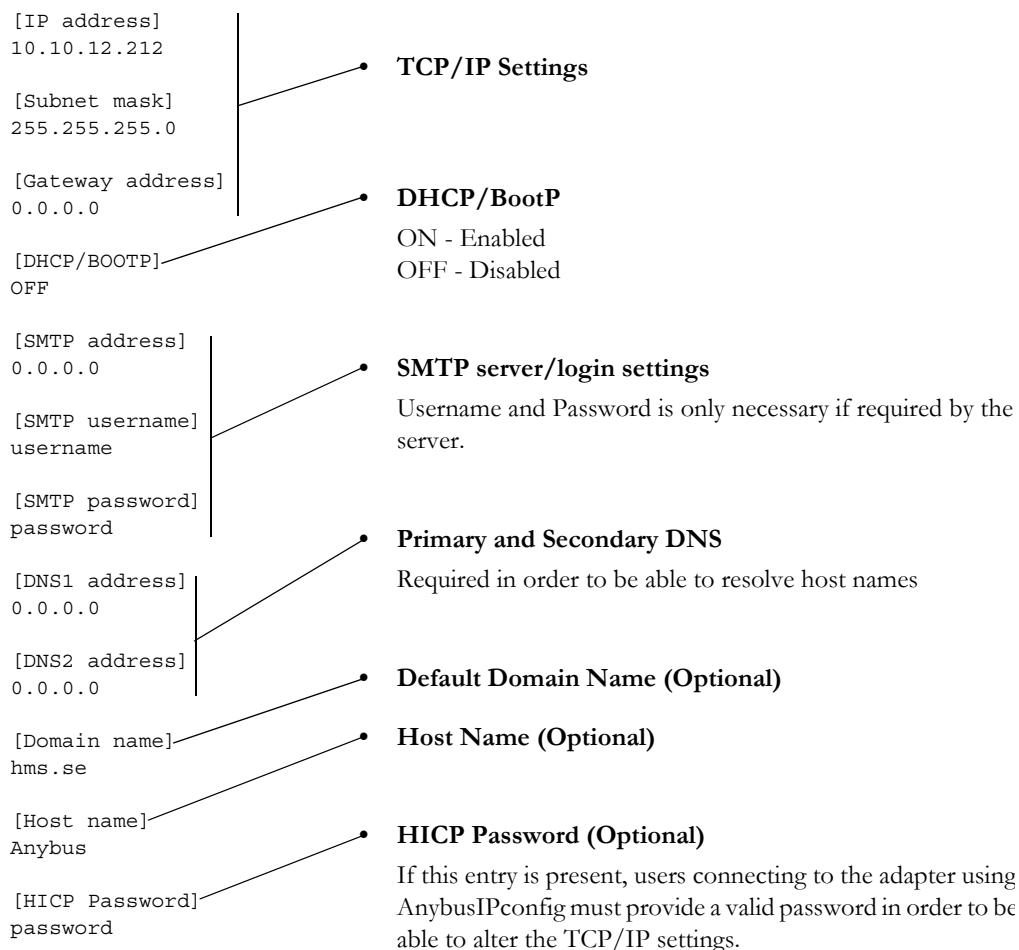 [IP address]
10.10.12.212
[Subnet mask]
255.255.255.0
[Gateway address]
0.0.0.0
[DHCP/BOOTP]
OFF
[SMTP address]
0.0.0.0
[SMTP username]
username
[SMTP password]
password
[DNS1 address]
0.0.0.0
[DNS2 address]
0.0.0.0
[Domain name]
hms.se
[Host name]
Anybus
[HICP Password]
password
• TCP/IP Settings
• DHCP/BootP
ON - Enabled
OFF - Disabled
• SMTP server/login settings
Username and Password is only necessary if required by the
server.
• Primary and Secondary DNS
Required in order to be able to resolve host names
• Default Domain Name (Optional)
• Host Name (Optional)
• HICP Password (Optional)
If this entry is present, users connecting to the adapter using
AnybusIPconfig must provide a valid password in order to be
able to alter the TCP/IP settings.